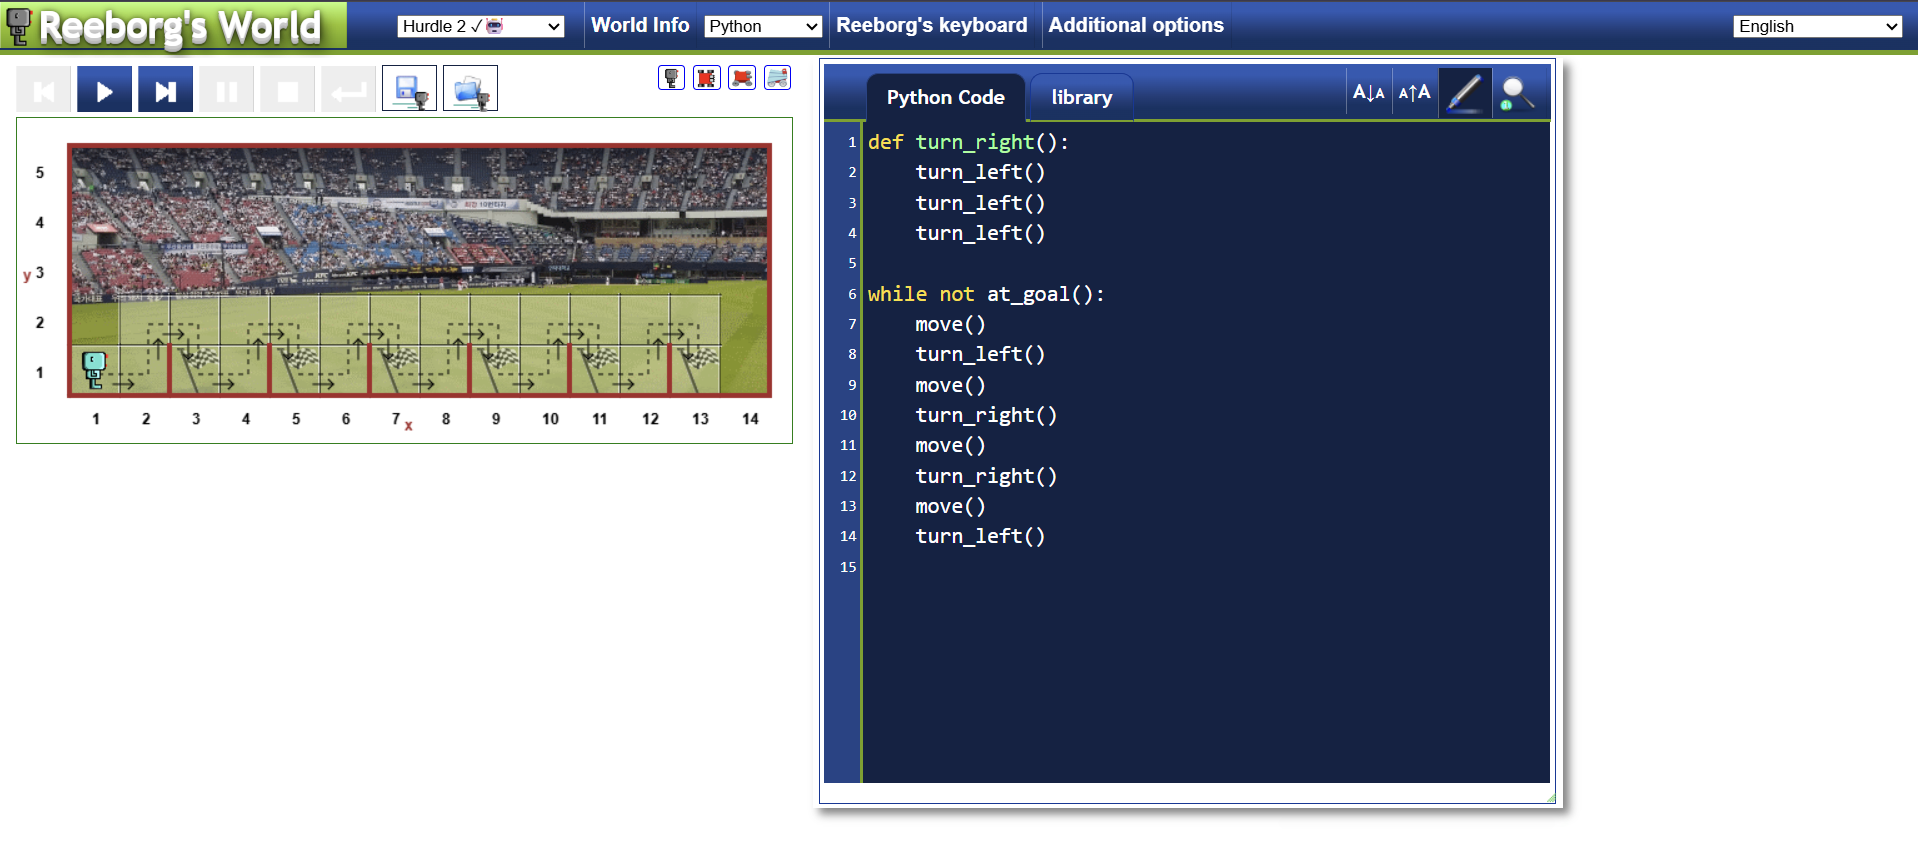 Reeborg's World
Hurdle 2 ✓
World Info
Python
Reeborg's keyboard
Additional options
English
Python Code
library
A↓A
A↑A
5
4
y 3
2
1
1 2 3 4 5 6 7 8 9 10 11 12 13 14
x
1 def turn_right():
2     turn_left()
3     turn_left()
4     turn_left()
5
6 while not at_goal():
7     move()
8     turn_left()
9     move()
10     turn_right()
11     move()
12     turn_right()
13     move()
14     turn_left()
15